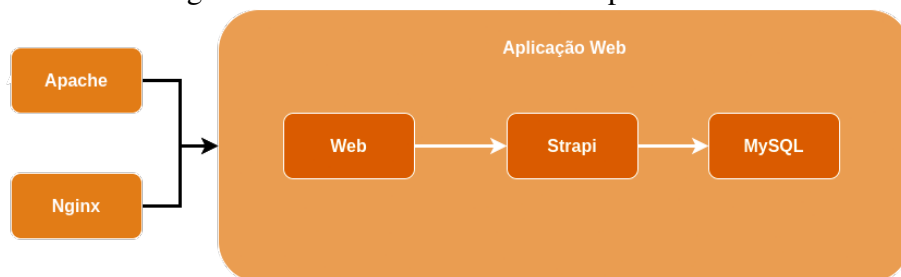 Aplicação Web
Apache
Web
Strapi
MySQL
Nginx